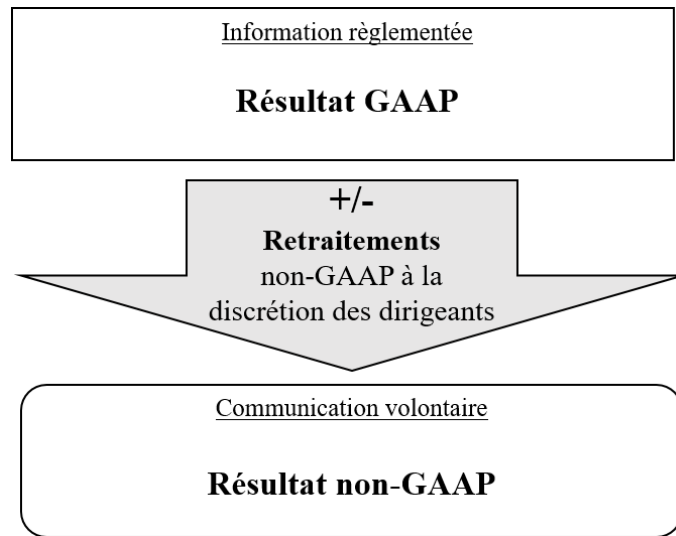 Information règlementée
Résultat GAAP
+/-
Retraitements
non-GAAP à la
discrétion des dirigeants
Communication volontaire
Résultat non-GAAP